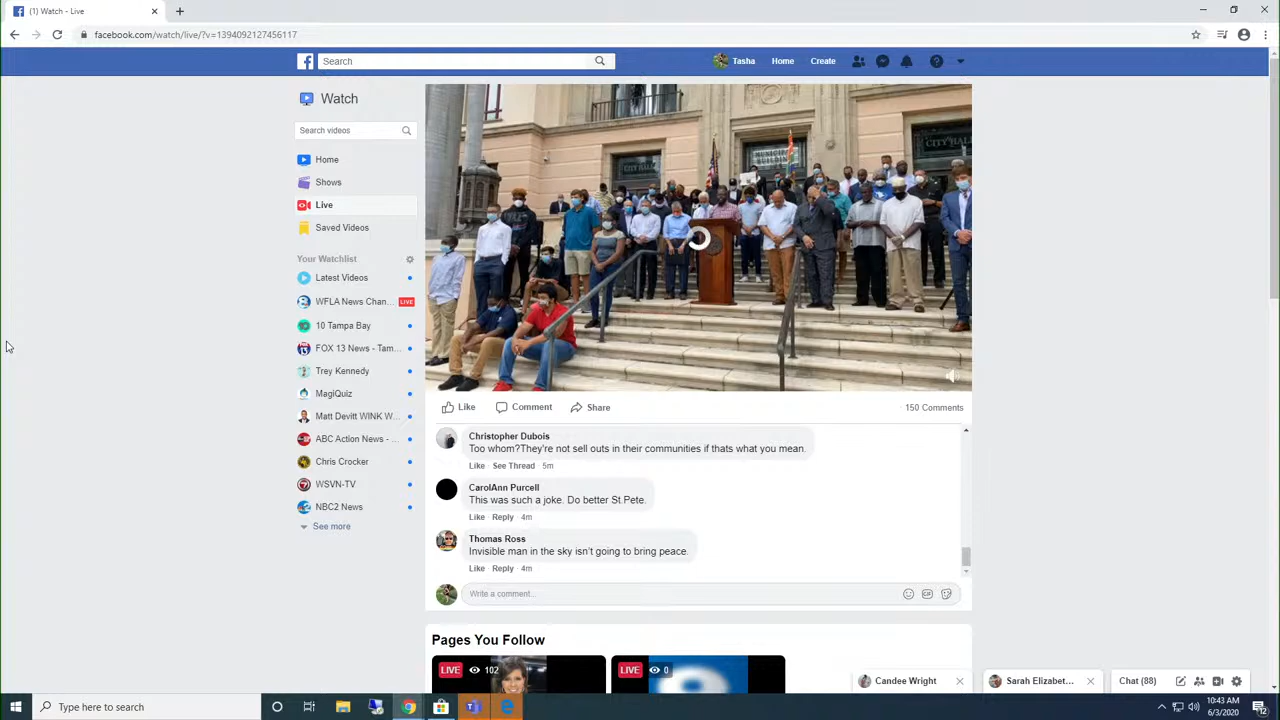 (1) Watch - Live
facebook.com/watch/live/?v=1394092127456117
Search
Tasha
Home
Create
Watch
Search videos
Home
Shows
Live
Saved Videos
Your Watchlist
Latest Videos
WFLA News Chan...
LIVE
10 Tampa Bay
FOX 13 News - Tam...
Trey Kennedy
MagiQuiz
Matt Devitt WINK W...
ABC Action News - ...
Chris Crocker
WSVN-TV
NBC2 News
See more
CITY HALL
CITY HALL
Like
Comment
Share
150 Comments
Christopher Dubois
Too whom?They're not sell outs in their communities if thats what you mean.
Like · See Thread · 5m
CarolAnn Purcell
This was such a joke. Do better St.Pete.
Like · Reply · 4m
Thomas Ross
Invisible man in the sky isn't going to bring peace.
Like · Reply · 4m
Write a comment...
GIF
Pages You Follow
LIVE
102
LIVE
0
Candee Wright
Sarah Elizabet...
Chat (88)
Type here to search
10:43 AM
6/3/2020
12